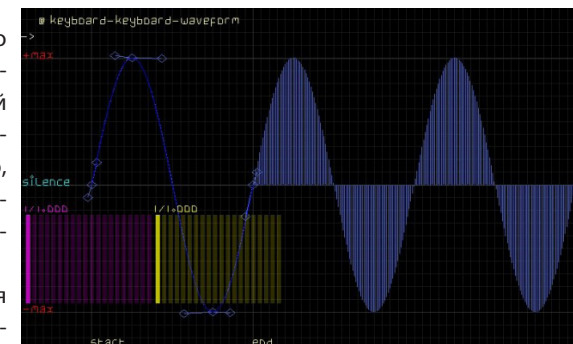 @ keyboard-keyboard-waveform
->
+max
silence
1/1.000
1/1.000
-max
start
end